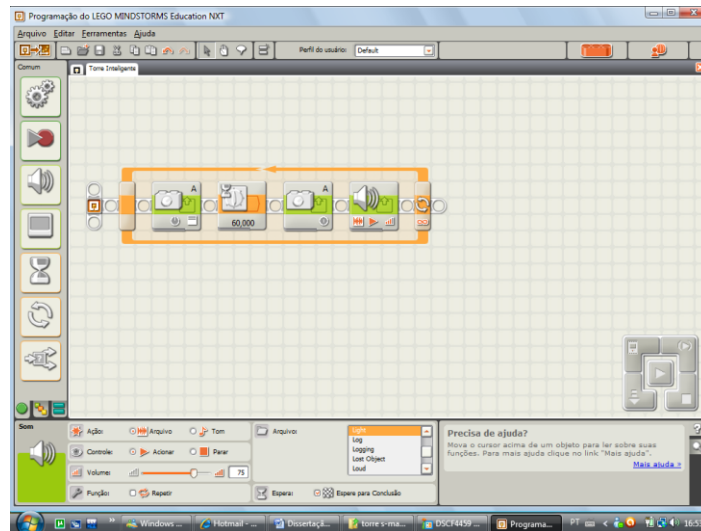 Programação do LEGO MINDSTORMS Education NXT
Arquivo Editar Ferramentas Ajuda
Perfil do usuário: Default
Comum
Torre Inteligente
A
A
60,000
Som
Ação:
Arquivo
Tom
Controle:
Acionar
Parar
Volume:
75
Função:
Repetir
Arquivo:
Light
Log
Logging
Lost Object
Loud
Espera:
Espere para Conclusão
Precisa de ajuda?
Mova o cursor acima de um objeto para ler sobre suas
funções. Para mais ajuda clique no link "Mais ajuda".
Mais ajuda »
Windows ...
Hotmail - ...
Dissertaçã...
torre s-ma...
DSCF4459 ...
Programa...
PT